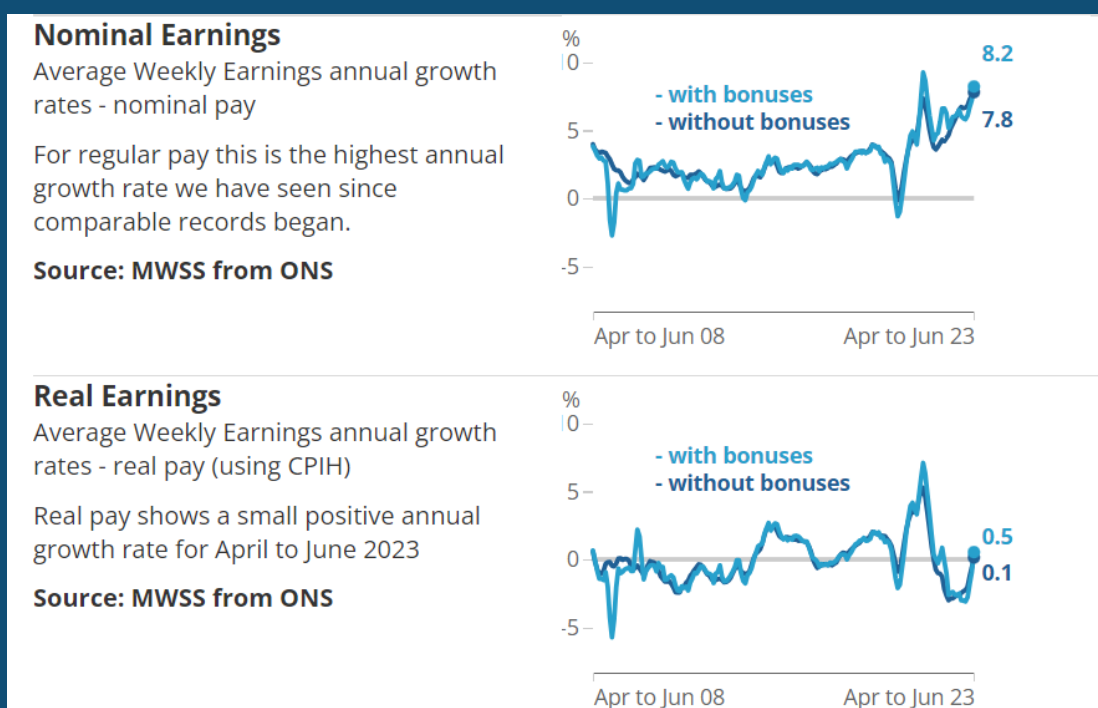 Nominal Earnings
Average Weekly Earnings annual growth
rates - nominal pay
For regular pay this is the highest annual
growth rate we have seen since
comparable records began.
Source: MWSS from ONS
%
0
5
0
-5
- with bonuses
- without bonuses
8.2
7.8
Apr to Jun 08
Apr to Jun 23
Real Earnings
Average Weekly Earnings annual growth
rates - real pay (using CPIH)
Real pay shows a small positive annual
growth rate for April to June 2023
Source: MWSS from ONS
%
0
5
0
-5
- with bonuses
- without bonuses
0.5
0.1
Apr to Jun 08
Apr to Jun 23